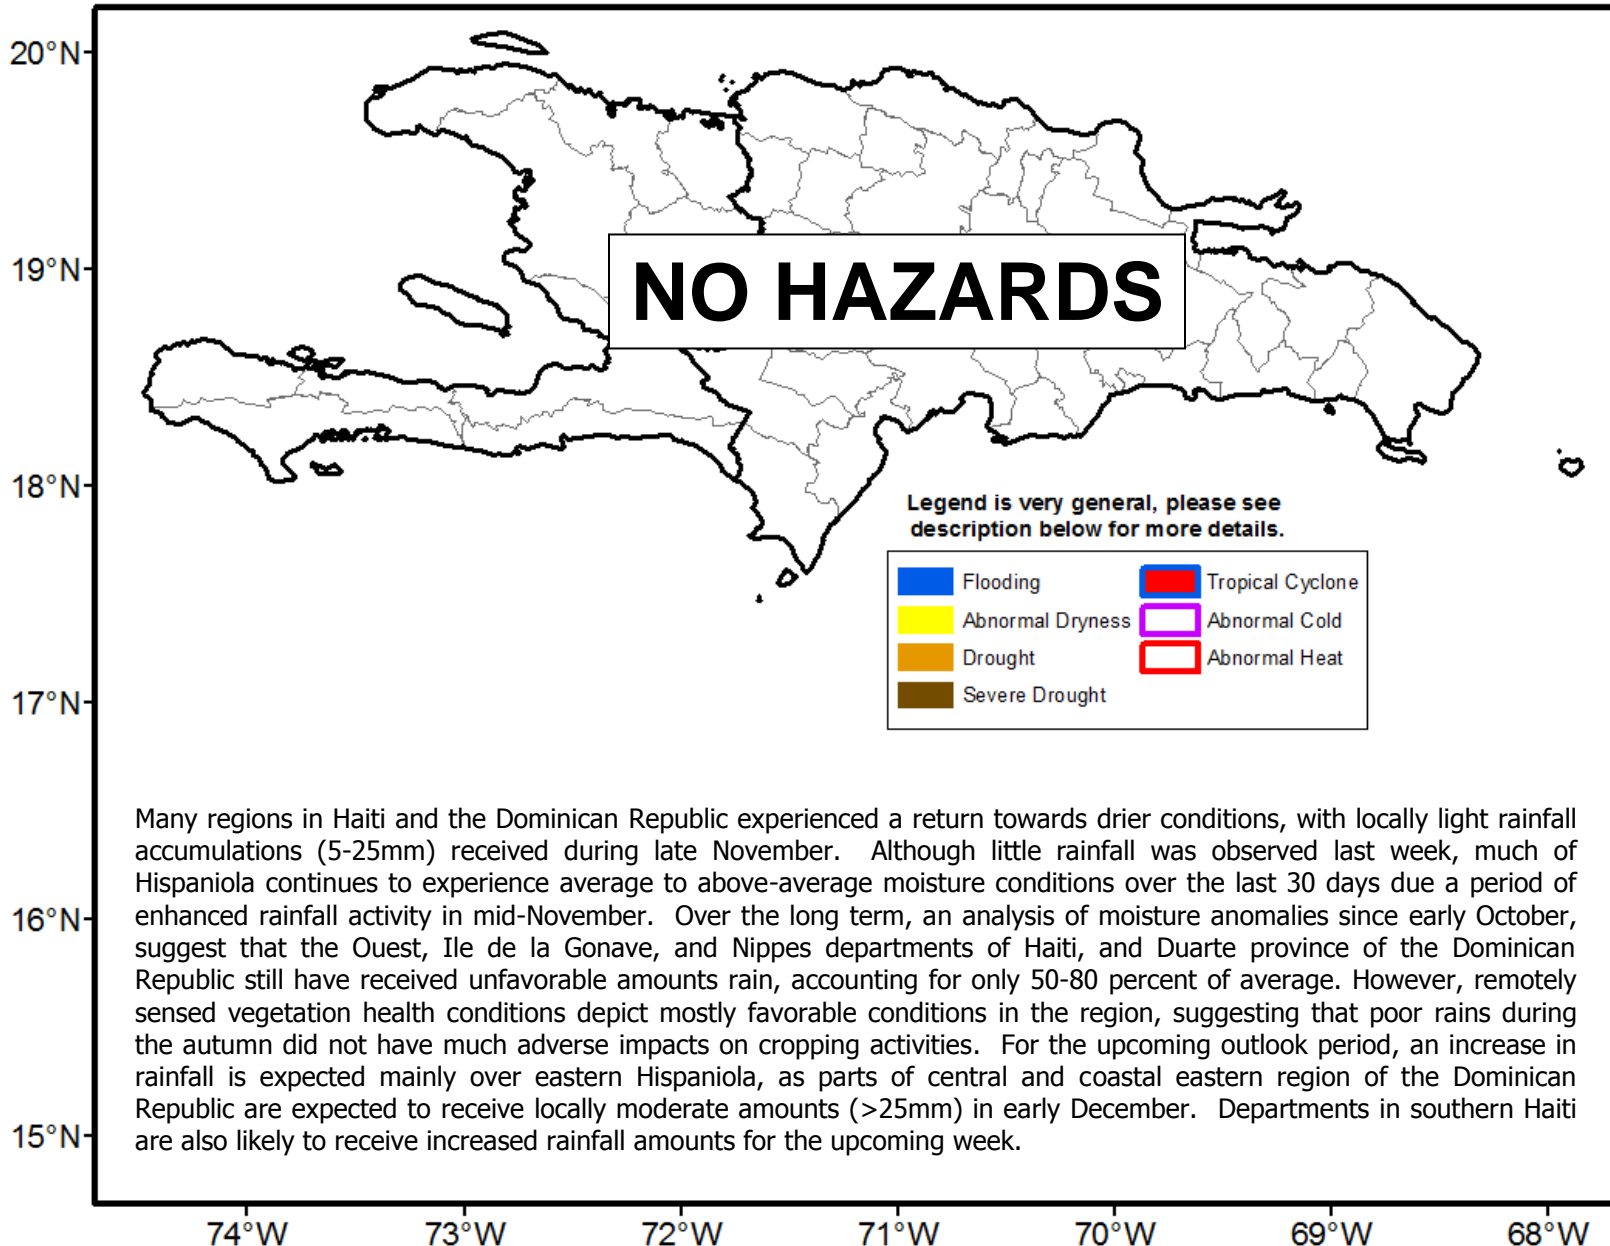 20°N
19°N
18°N
17°N
16°N
15°N
NO HAZARDS
Legend is very general, please see
description below for more details.
Flooding
Abnormal Dryness
Drought
Severe Drought
Tropical Cyclone
Abnormal Cold
Abnormal Heat
Many regions in Haiti and the Dominican Republic experienced a return towards drier conditions, with locally light rainfall
accumulations (5-25mm) received during late November. Although little rainfall was observed last week, much of
Hispaniola continues to experience average to above-average moisture conditions over the last 30 days due a period of
enhanced rainfall activity in mid-November. Over the long term, an analysis of moisture anomalies since early October,
suggest that the Ouest, Ile de la Gonave, and Nippes departments of Haiti, and Duarte province of the Dominican
Republic still have received unfavorable amounts rain, accounting for only 50-80 percent of average. However, remotely
sensed vegetation health conditions depict mostly favorable conditions in the region, suggesting that poor rains during
the autumn did not have much adverse impacts on cropping activities. For the upcoming outlook period, an increase in
rainfall is expected mainly over eastern Hispaniola, as parts of central and coastal eastern region of the Dominican
Republic are expected to receive locally moderate amounts (>25mm) in early December. Departments in southern Haiti
are also likely to receive increased rainfall amounts for the upcoming week.
74°W
73°W
72°W
71°W
70°W
69°W
68°W